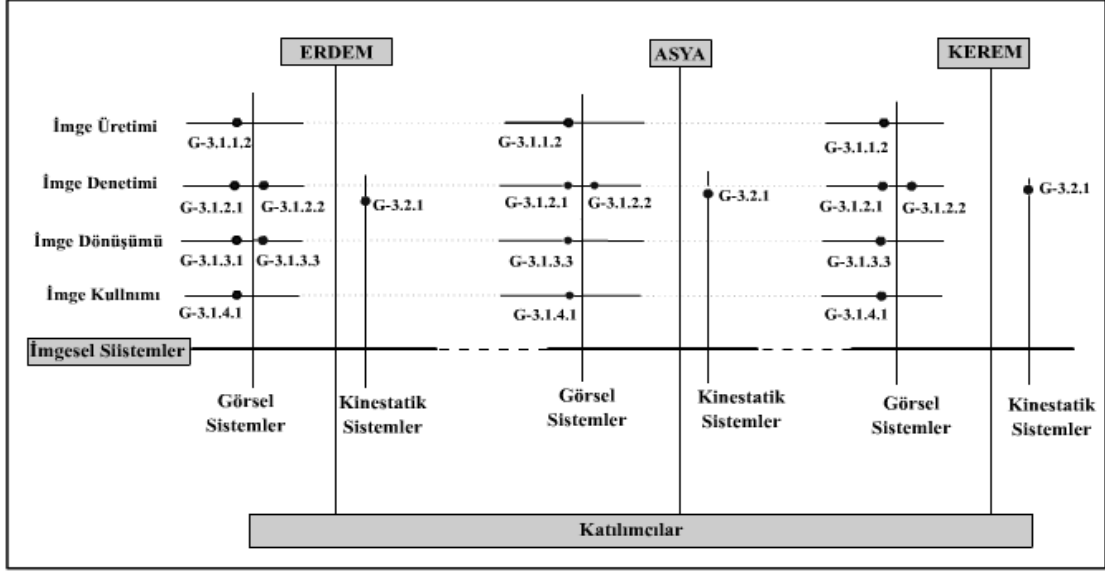 ERDEM
ASYA
KEREM
İmge Üretimi
G-3.1.1.2
G-3.1.1.2
G-3.1.1.2
İmge Denetimi
G-3.1.2.1
G-3.1.2.2
G-3.2.1
G-3.1.2.1
G-3.1.2.2
G-3.2.1
G-3.1.2.1
G-3.1.2.2
G-3.2.1
İmge Dönüşümü
G-3.1.3.1
G-3.1.3.3
G-3.1.3.3
G-3.1.3.3
İmge Kullnımı
G-3.1.4.1
G-3.1.4.1
G-3.1.4.1
İmgesel Siistemler
Görsel
Sistemler
Kinestatik
Sistemler
Görsel
Sistemler
Kinestatik
Sistemler
Görsel
Sistemler
Kinestatik
Sistemler
Katılımcılar